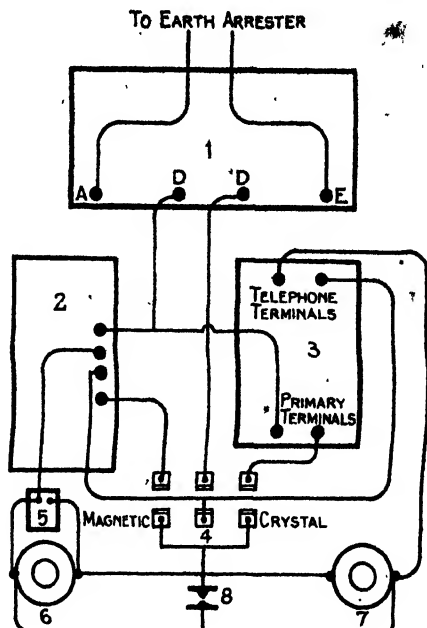 TO EARTH ARRESTER
1
A D D E
2
TELEPHONE
TERMINALS
3
PRIMARY
TERMINALS
5
MAGNETIC CRYSTAL
4
8
6 7